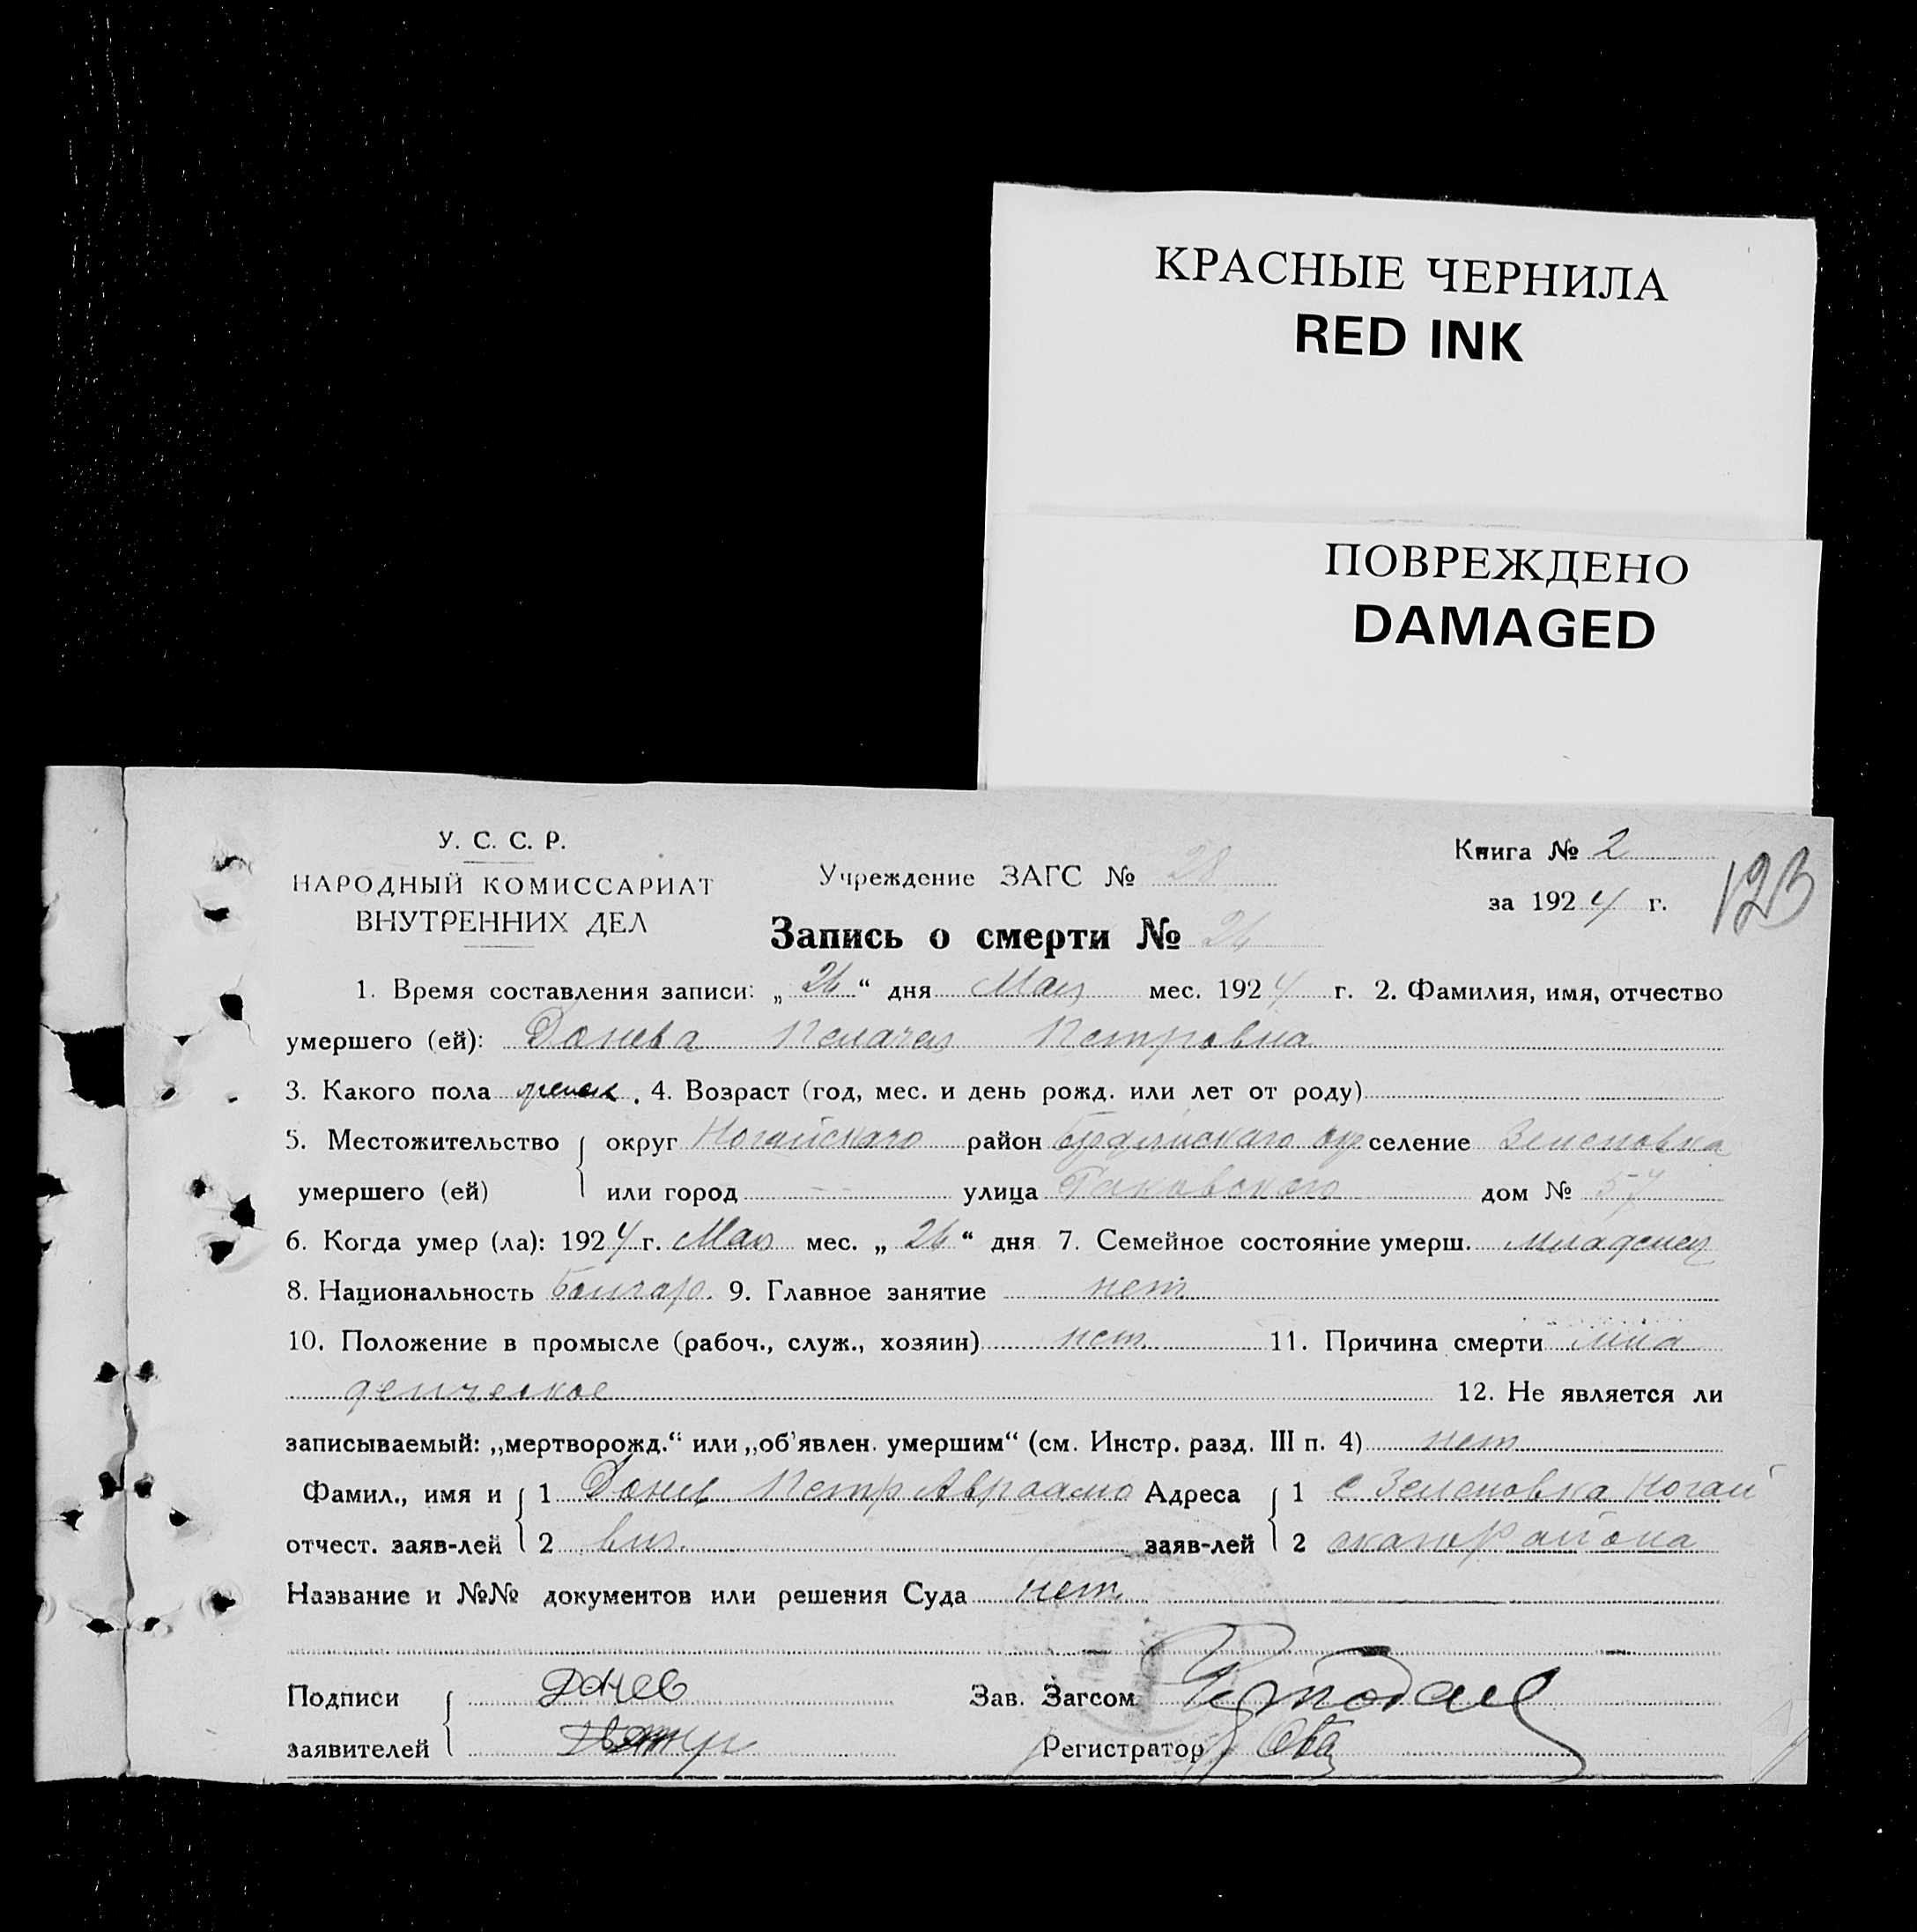 КРАСНЫЕ ЧЕРНИЛА
RED INK
ПОВРЕЖДЕНО
DAMAGED
У. С. С. Р.
НАРОДНЫЙ КОМИССАРИАТ
ВНУТРЕННИХ ДЕЛ
Учреждение ЗАГС № 28
Книга № 2
за 1924 г.
123
Запись о смерти № 26
1. Время составления записи: „26“ дня Мая мес. 1924 г. 2. Фамилия, имя, отчество
умершего (ей): Донева Пелагея Петровна
3. Какого пола женск. 4. Возраст (год, мес. и день рожд. или лет от роду)
5. Местожительство округ Ногайского район селение Зеленовка
умершего (ей) или город — улица Раковского дом № 57
6. Когда умер (ла): 1924 г. Мая мес. „26“ дня 7. Семейное состояние умерш. младенец
8. Национальность Болгар. 9. Главное занятие нет
10. Положение в промысле (рабоч., служ., хозяин) нет 11. Причина смерти мла
денческое 12. Не является ли
записываемый: „мертворожд.“ или „об'явлен. умершим“ (см. Инстр. разд. III п. 4) нет
Фамил., имя и 1 Донев Петр Аврамо Адреса 1 с Зеленовка Ногай
отчест. заяв-лей 2 вич. заяв-лей 2 скаго района
Название и №№ документов или решения Суда нет
Подписи Донев Зав. Загсом
заявителей Регистратор